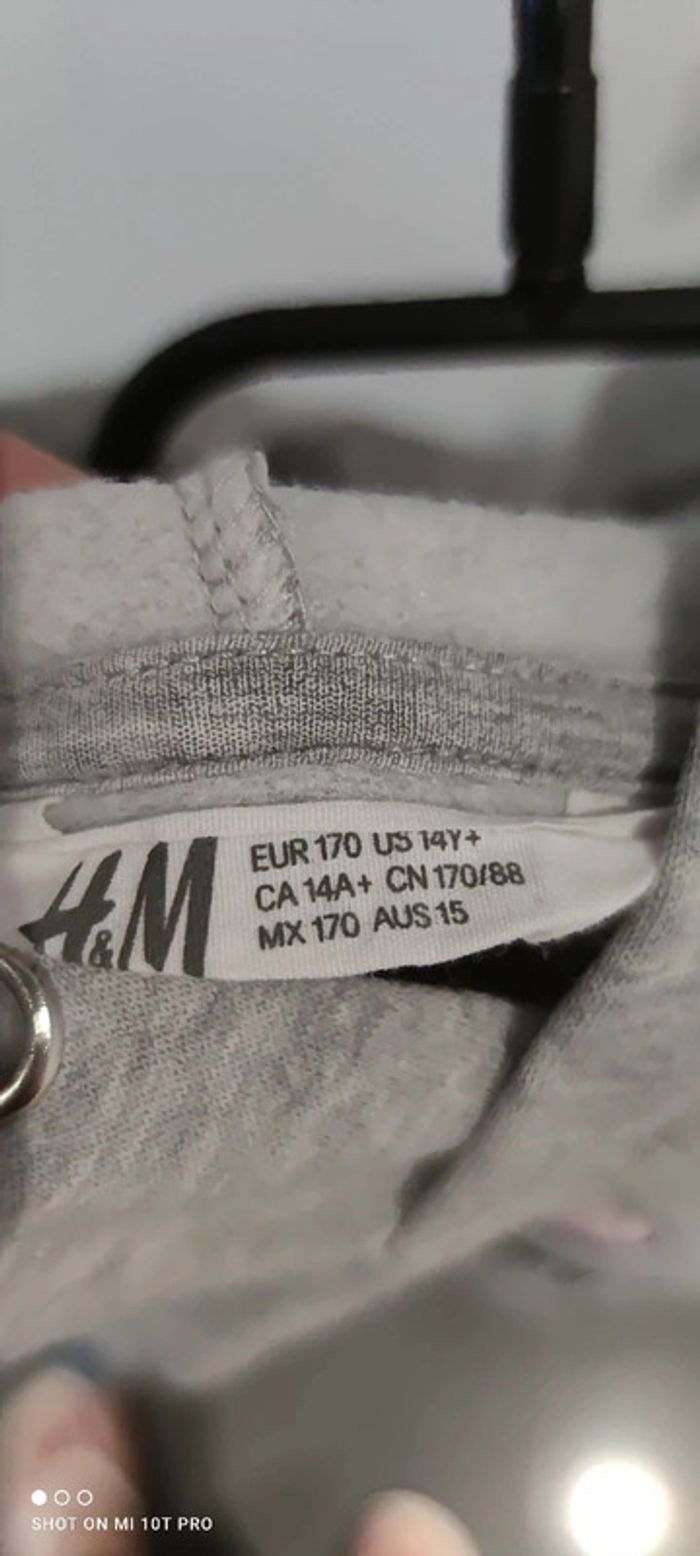 H&M
EUR 170 US 14Y+
CA 14A+ CN 170/88
MX 170 AUS 15
SHOT ON MI 10T PRO